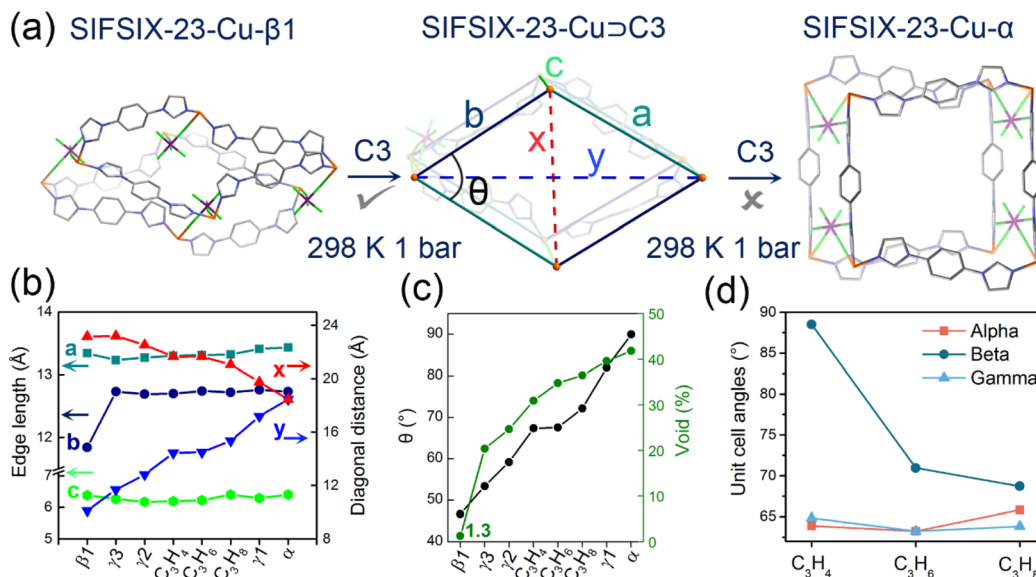 (a) SIFSIX-23-Cu-β1 SIFSIX-23-Cu⊃C3 SIFSIX-23-Cu-α
c
b a
C3 x y C3
θ
298 K 1 bar 298 K 1 bar
(b) (c) (d)
Edge length (Å)
14
13
12
6
5
a
b
c
x
y
24
22
20
18
16
14
12
10
8
Diagonal distance (Å)
β1 γ3 γ2 C₃H₄ C₃H₆ C₃H₈ γ1 α
θ (°)
100
90
80
70
60
50
40
1.3
50
40
30
20
10
0
Void (%)
β1 γ3 γ2 C₃H₄ C₃H₆ C₃H₈ γ1 α
Unit cell angles (°)
90
85
80
75
70
65
Alpha
Beta
Gamma
C₃H₄ C₃H₆ C₃H₈